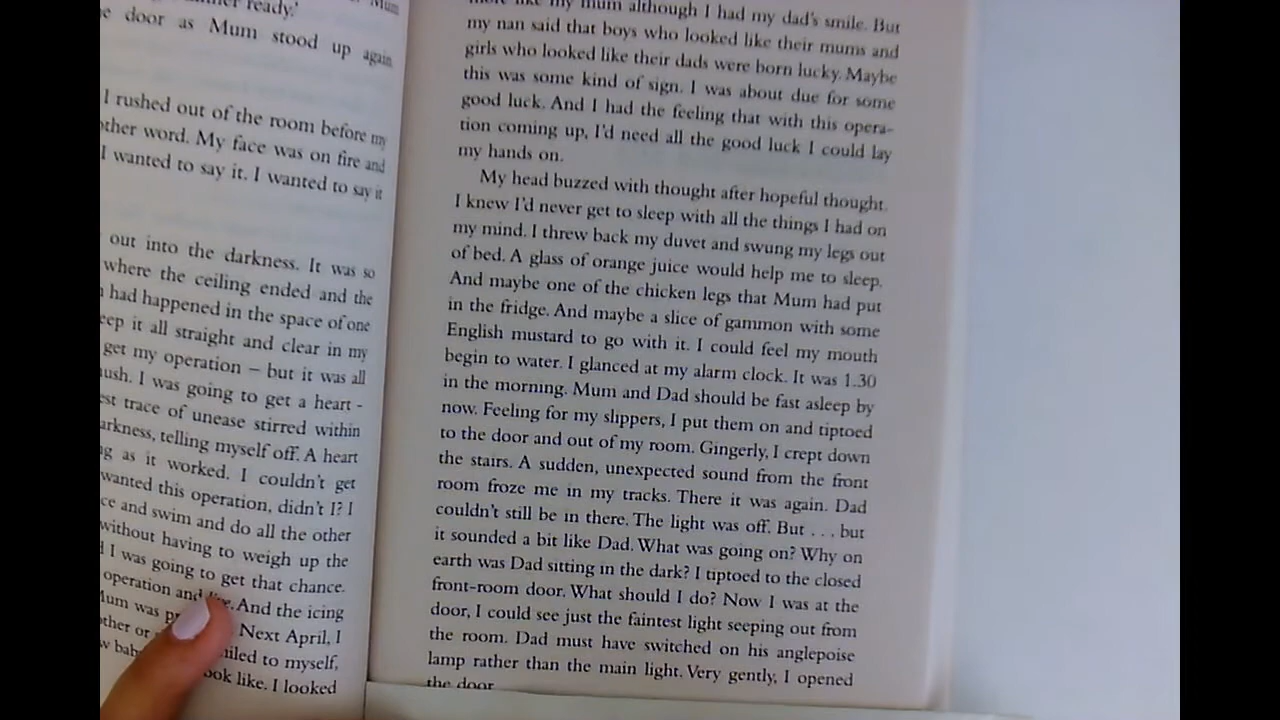 ner ready.'
Mum
the door as Mum stood up again
I rushed out of the room before my
other word. My face was on fire and
I wanted to say it. I wanted to say it
out into the darkness. It was so
where the ceiling ended and the
had happened in the space of one
eep it all straight and clear in my
get my operation – but it was all
ush. I was going to get a heart -
est trace of unease stirred within
arkness, telling myself off. A heart
g as it worked. I couldn't get
wanted this operation, didn't I? I
ce and swim and do all the other
without having to weigh up the
I was going to get that chance.
operation and And the icing
Mum was Next April, I
other or iled to myself,
w ook like. I looked
more like my mum although I had my dad's smile. But
my nan said that boys who looked like their mums and
girls who looked like their dads were born lucky. Maybe
this was some kind of sign. I was about due for some
good luck. And I had the feeling that with this opera-
tion coming up, I'd need all the good luck I could lay
my hands on.
My head buzzed with thought after hopeful thought.
I knew I'd never get to sleep with all the things I had on
my mind. I threw back my duvet and swung my legs out
of bed. A glass of orange juice would help me to sleep.
And maybe one of the chicken legs that Mum had put
in the fridge. And maybe a slice of gammon with some
English mustard to go with it. I could feel my mouth
begin to water. I glanced at my alarm clock. It was 1.30
in the morning. Mum and Dad should be fast asleep by
now. Feeling for my slippers, I put them on and tiptoed
to the door and out of my room. Gingerly, I crept down
the stairs. A sudden, unexpected sound from the front
room froze me in my tracks. There it was again. Dad
couldn't still be in there. The light was off. But . . . but
it sounded a bit like Dad. What was going on? Why on
earth was Dad sitting in the dark? I tiptoed to the closed
front-room door. What should I do? Now I was at the
door, I could see just the faintest light seeping out from
the room. Dad must have switched on his anglepoise
lamp rather than the main light. Very gently, I opened
the door